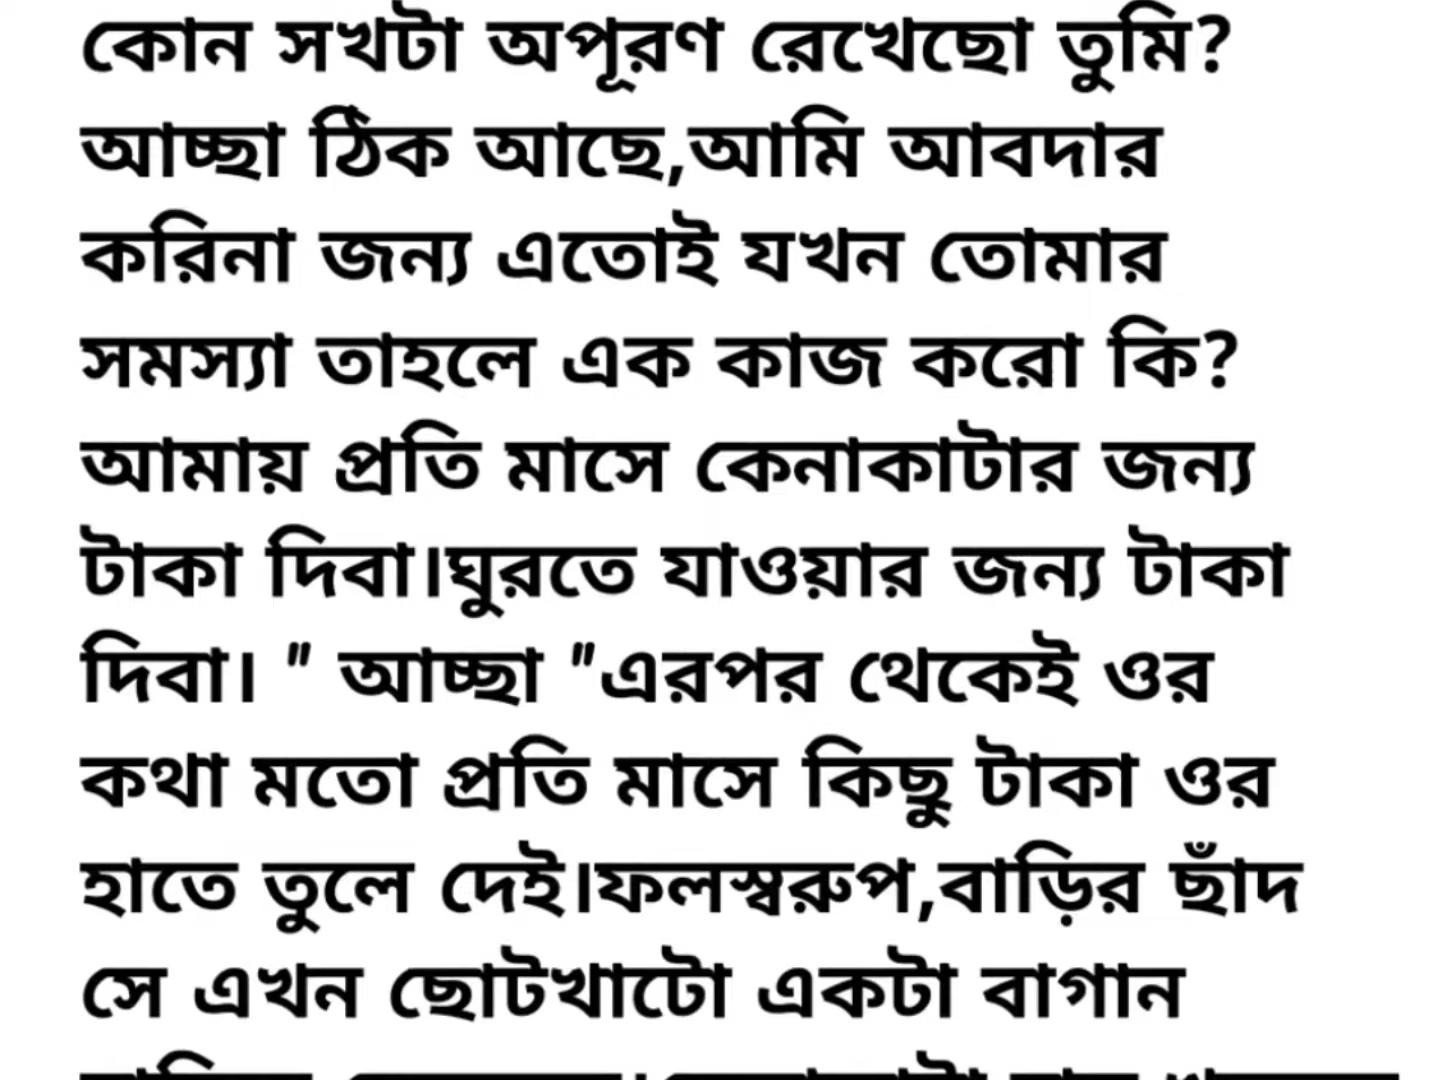 কোন সখটা অপূরণ রেখেছো তুমি?
আচ্ছা ঠিক আছে,আমি আবদার
করিনা জন্য এতোই যখন তোমার
সমস্যা তাহলে এক কাজ করো কি?
আমায় প্রতি মাসে কেনাকাটার জন্য
টাকা দিবা।ঘুরতে যাওয়ার জন্য টাকা
দিবা। " আচ্ছা "এরপর থেকেই ওর
কথা মতো প্রতি মাসে কিছু টাকা ওর
হাতে তুলে দেই।ফলস্বরুপ,বাড়ির ছাঁদ
সে এখন ছোটখাটো একটা বাগান